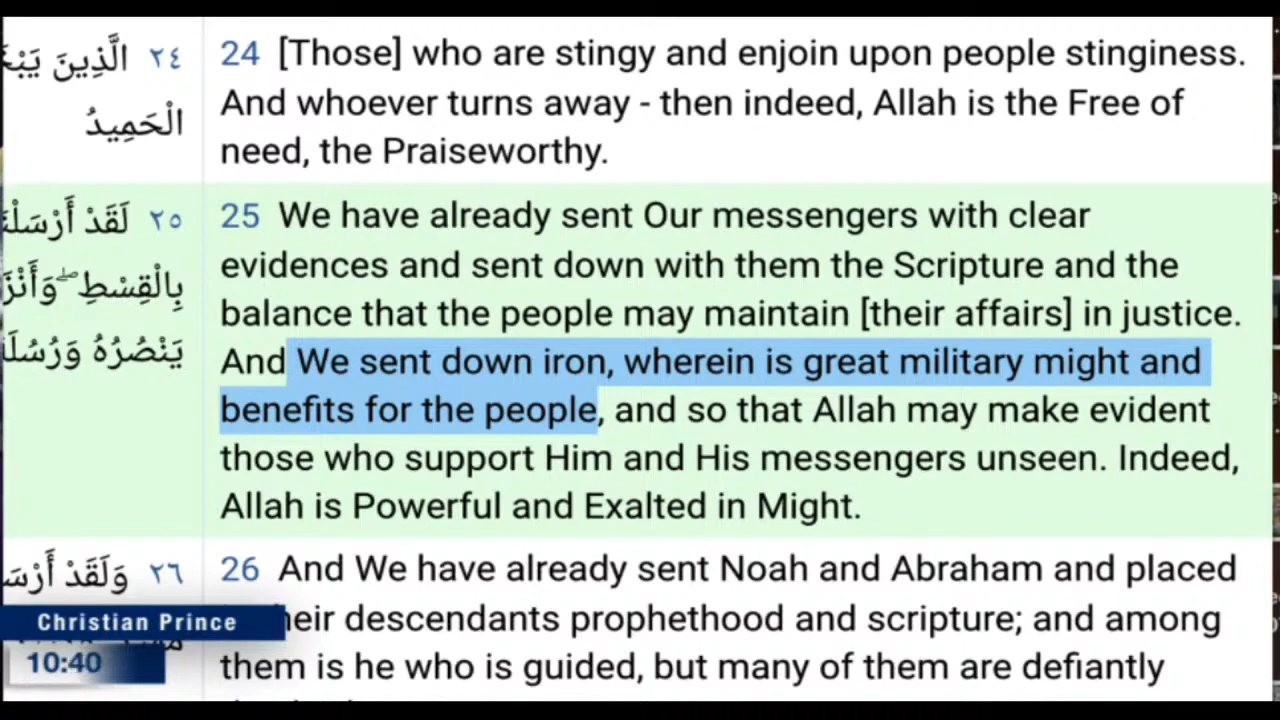 ٢٤ الَّذِينَ
الْحَمِيدُ
24 [Those] who are stingy and enjoin upon people stinginess.
And whoever turns away - then indeed, Allah is the Free of
need, the Praiseworthy.
٢٥ لَقَدْ
بِالْقِسْطِ ۖ
يَنْصُرُهُ
25 We have already sent Our messengers with clear
evidences and sent down with them the Scripture and the
balance that the people may maintain [their affairs] in justice.
And We sent down iron, wherein is great military might and
benefits for the people, and so that Allah may make evident
those who support Him and His messengers unseen. Indeed,
Allah is Powerful and Exalted in Might.
٢٦ وَلَقَدْ
26 And We have already sent Noah and Abraham and placed
descendants prophethood and scripture; and among
them is he who is guided, but many of them are defiantly
Christian Prince
10:40